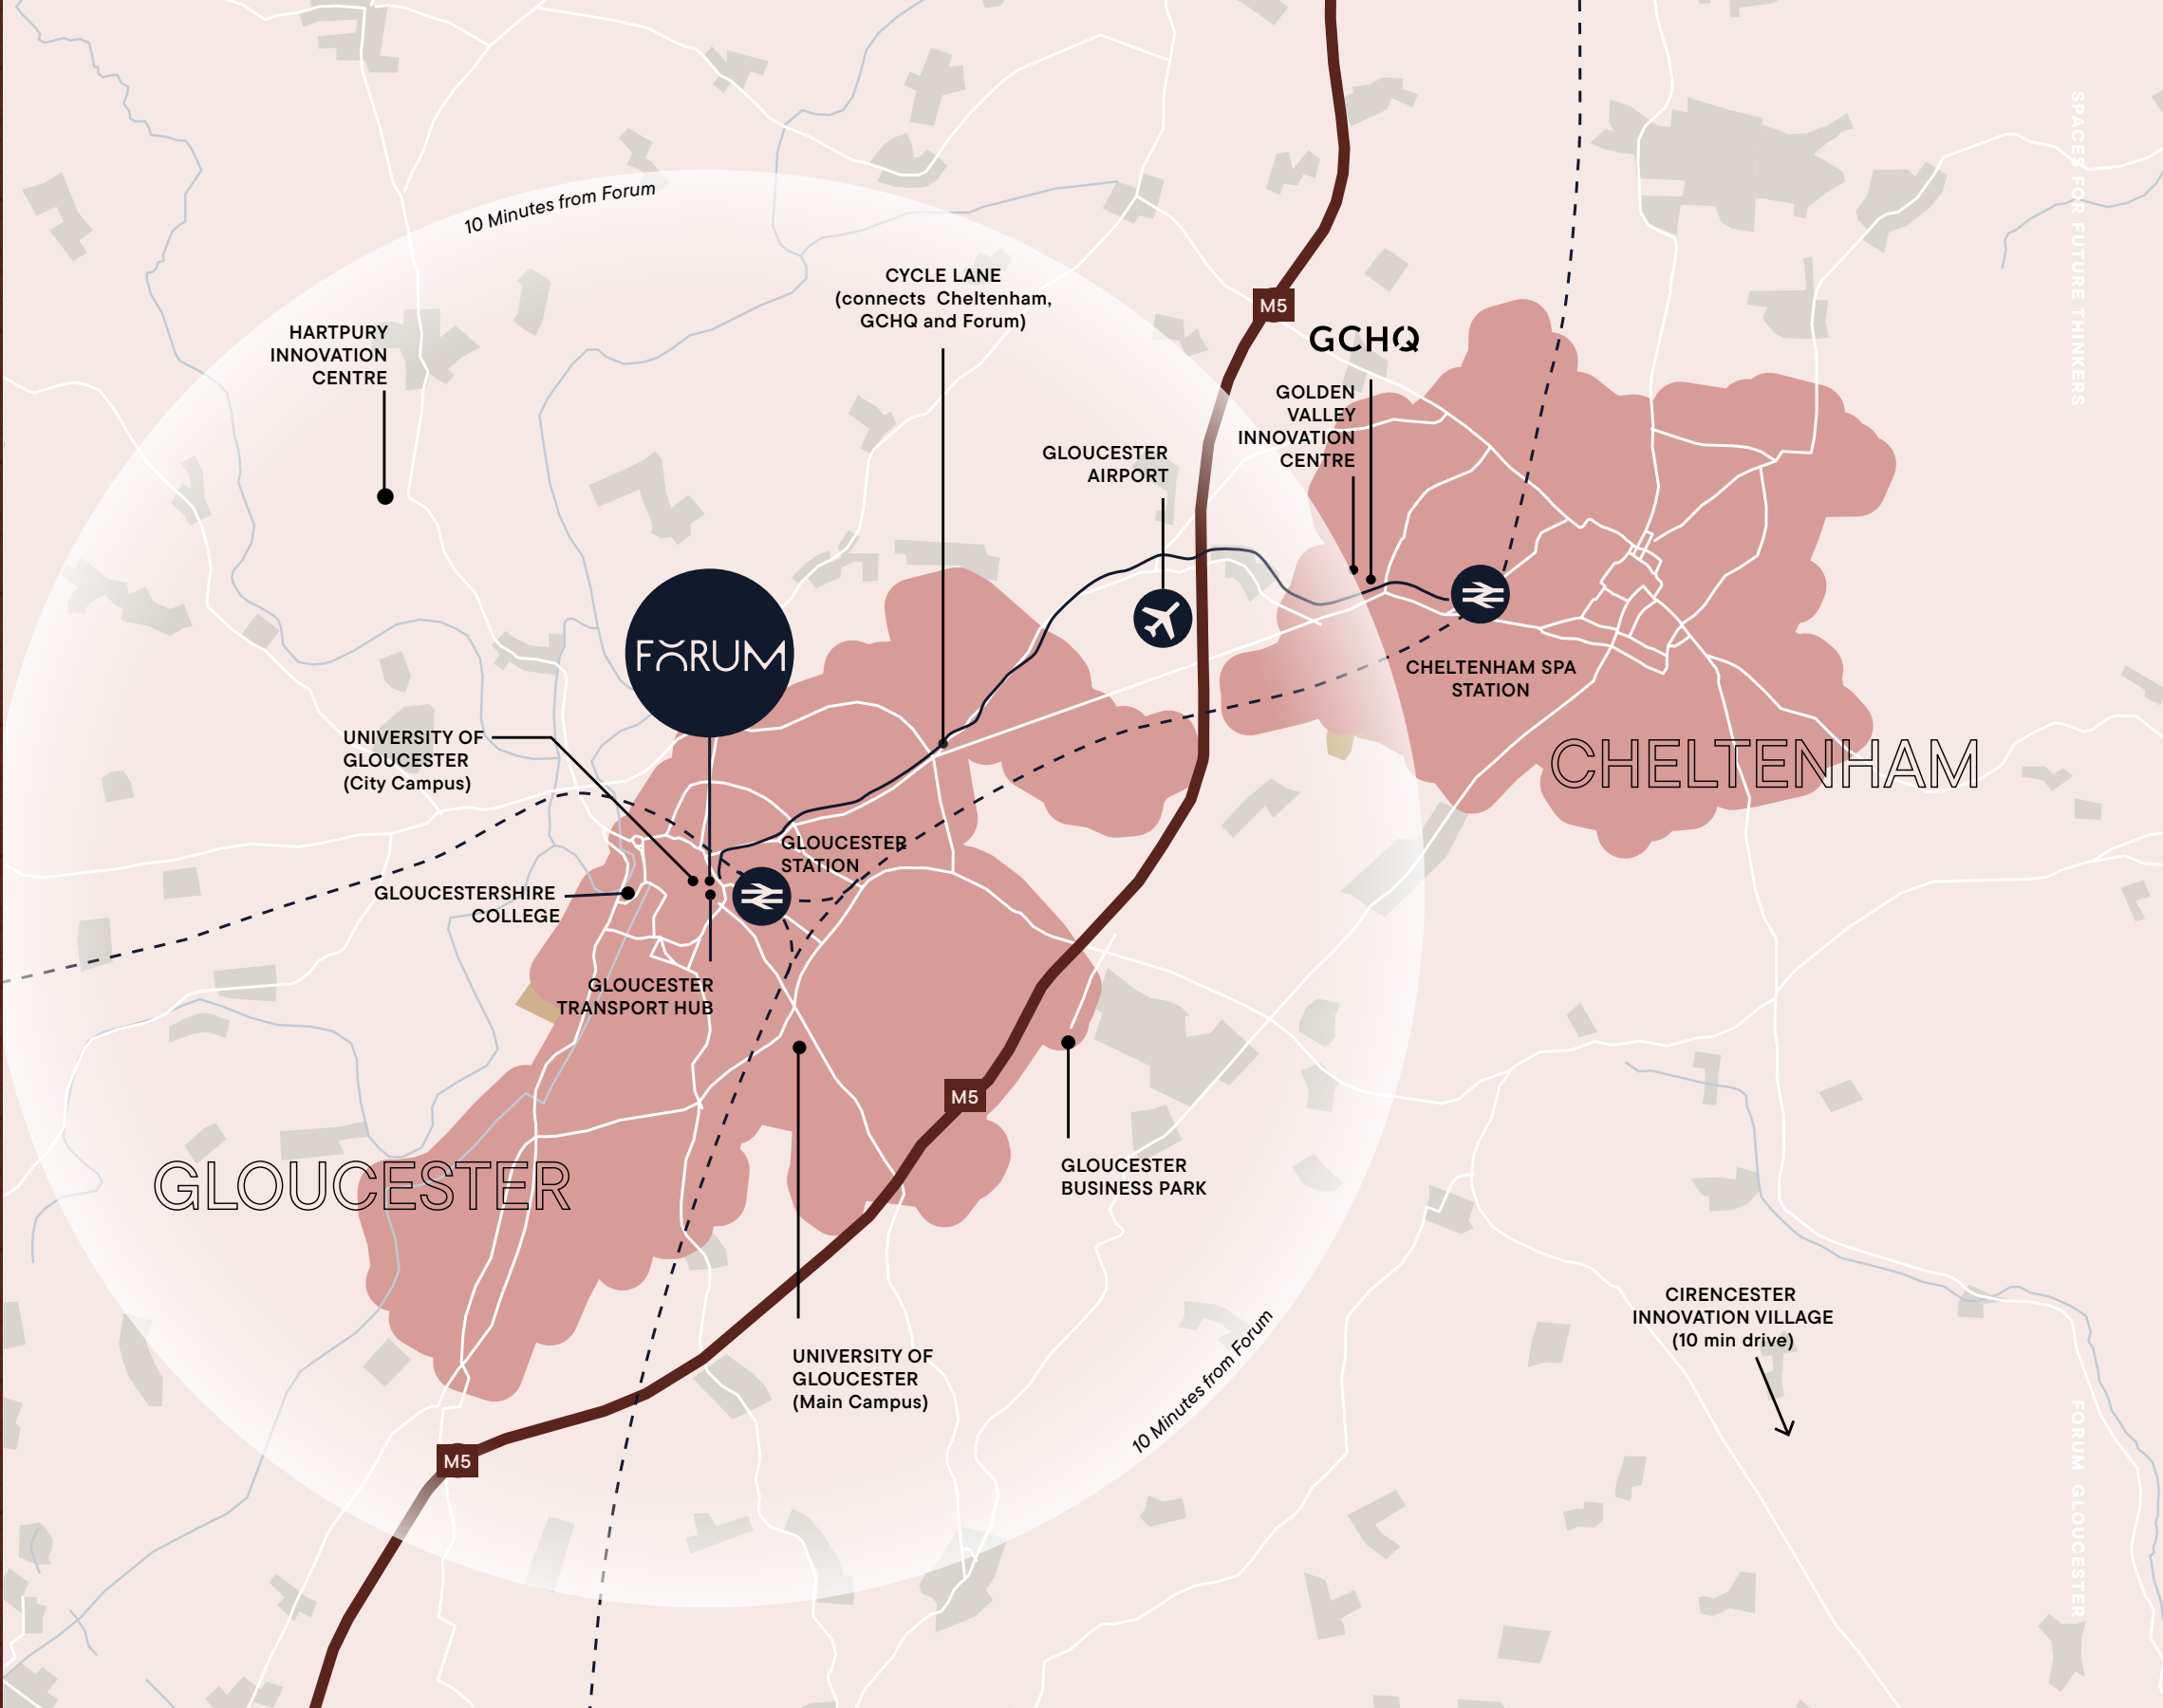 10 Minutes from Forum
CYCLE LANE
(connects Cheltenham,
GCHQ and Forum)
M5
GCHQ
HARTPURY
INNOVATION
CENTRE
GOLDEN
VALLEY
INNOVATION
CENTRE
GLOUCESTER
AIRPORT
FORUM
CHELTENHAM SPA
STATION
UNIVERSITY OF
GLOUCESTER
(City Campus)
CHELTENHAM
GLOUCESTER
STATION
GLOUCESTERSHIRE
COLLEGE
GLOUCESTER
TRANSPORT HUB
M5
GLOUCESTER
BUSINESS PARK
GLOUCESTER
CIRENCESTER
INNOVATION VILLAGE
(10 min drive)
UNIVERSITY OF
GLOUCESTER
(Main Campus)
10 Minutes from Forum
M5
SPACES FOR FUTURE THINKERS
FORUM GLOUCESTER